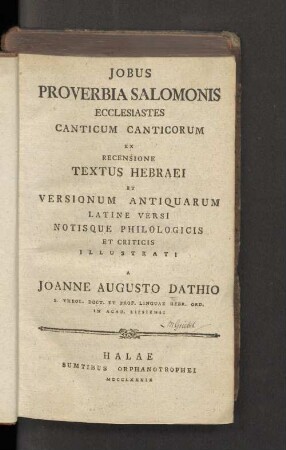 JOBUS
PROVERBIA SALOMONIS
ECCLESIASTES
CANTICUM CANTICORUM
EX
RECENSIONE
TEXTUS HEBRAEI
ET
VERSIONUM ANTIQUARUM
LATINE VERSI
NOTISQUE PHILOLOGICIS
ET CRITICIS
ILLUSTRATI
A
JOANNE AUGUSTO DATHIO
S. THEOL. DOCT. ET PROF. LINGUAE HEBR. ORD.
IN ACAD. LIPSIENSI
HALAE
SUMTIBUS ORPHANOTROPHEI
MDCCLXXXIX